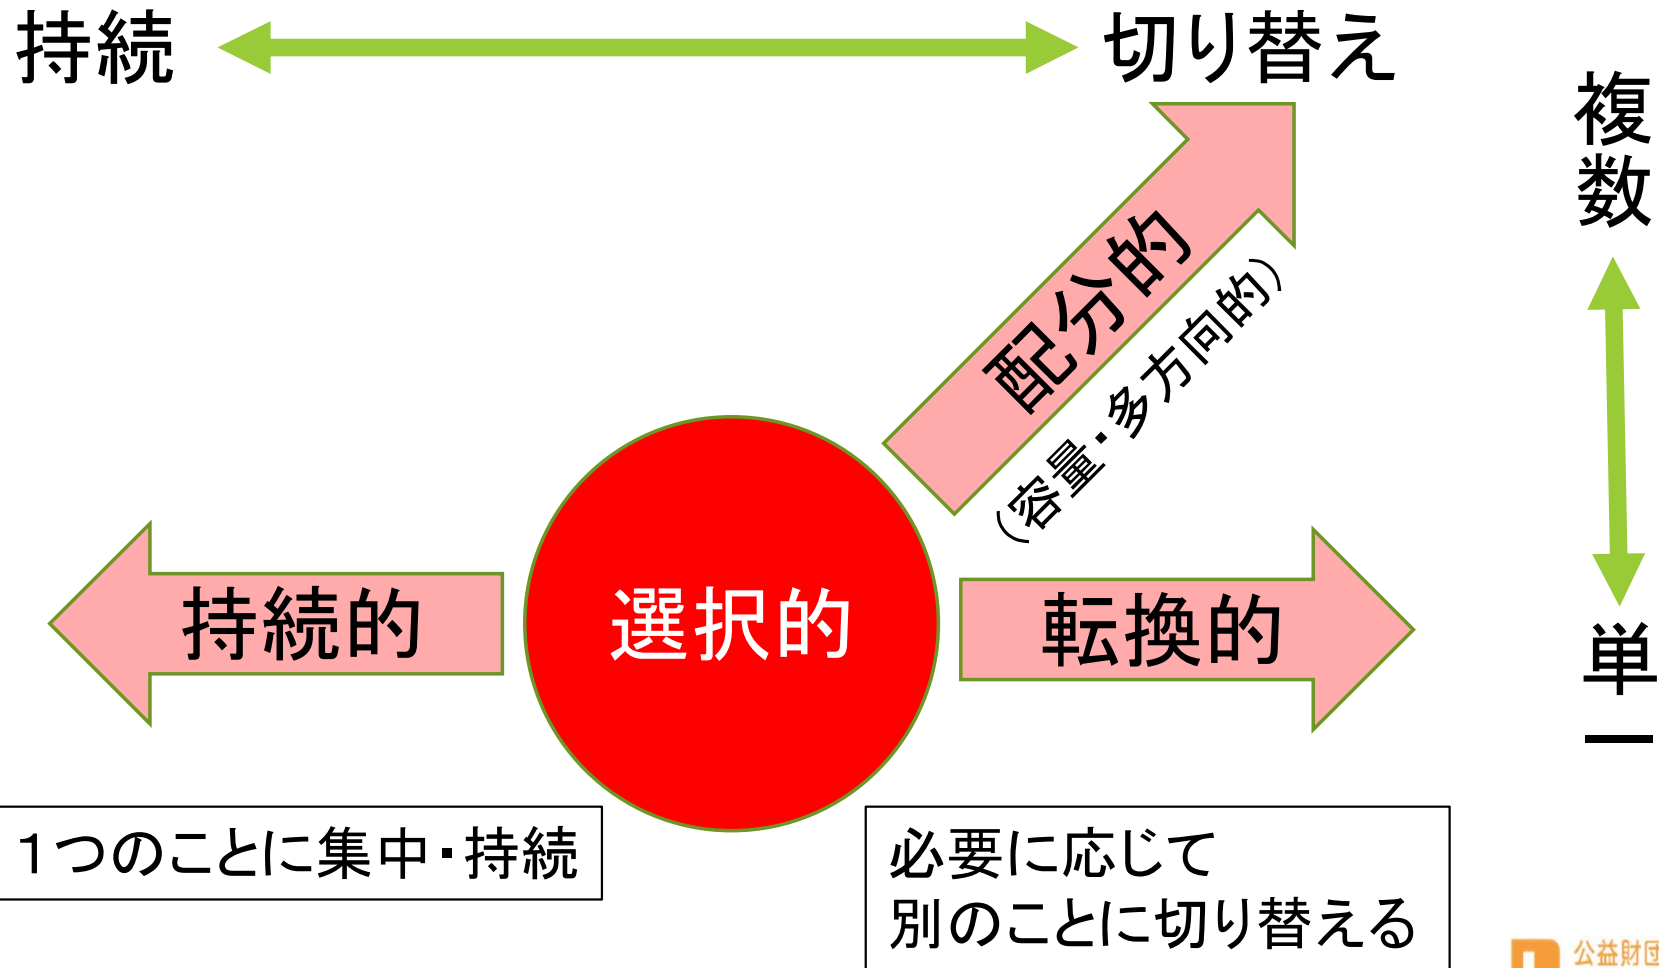 持続
切り替え
複数
配分的
（容量・多方向的）
持続的
選択的
転換的
単一
１つのことに集中・持続
必要に応じて
別のことに切り替える
公益財団